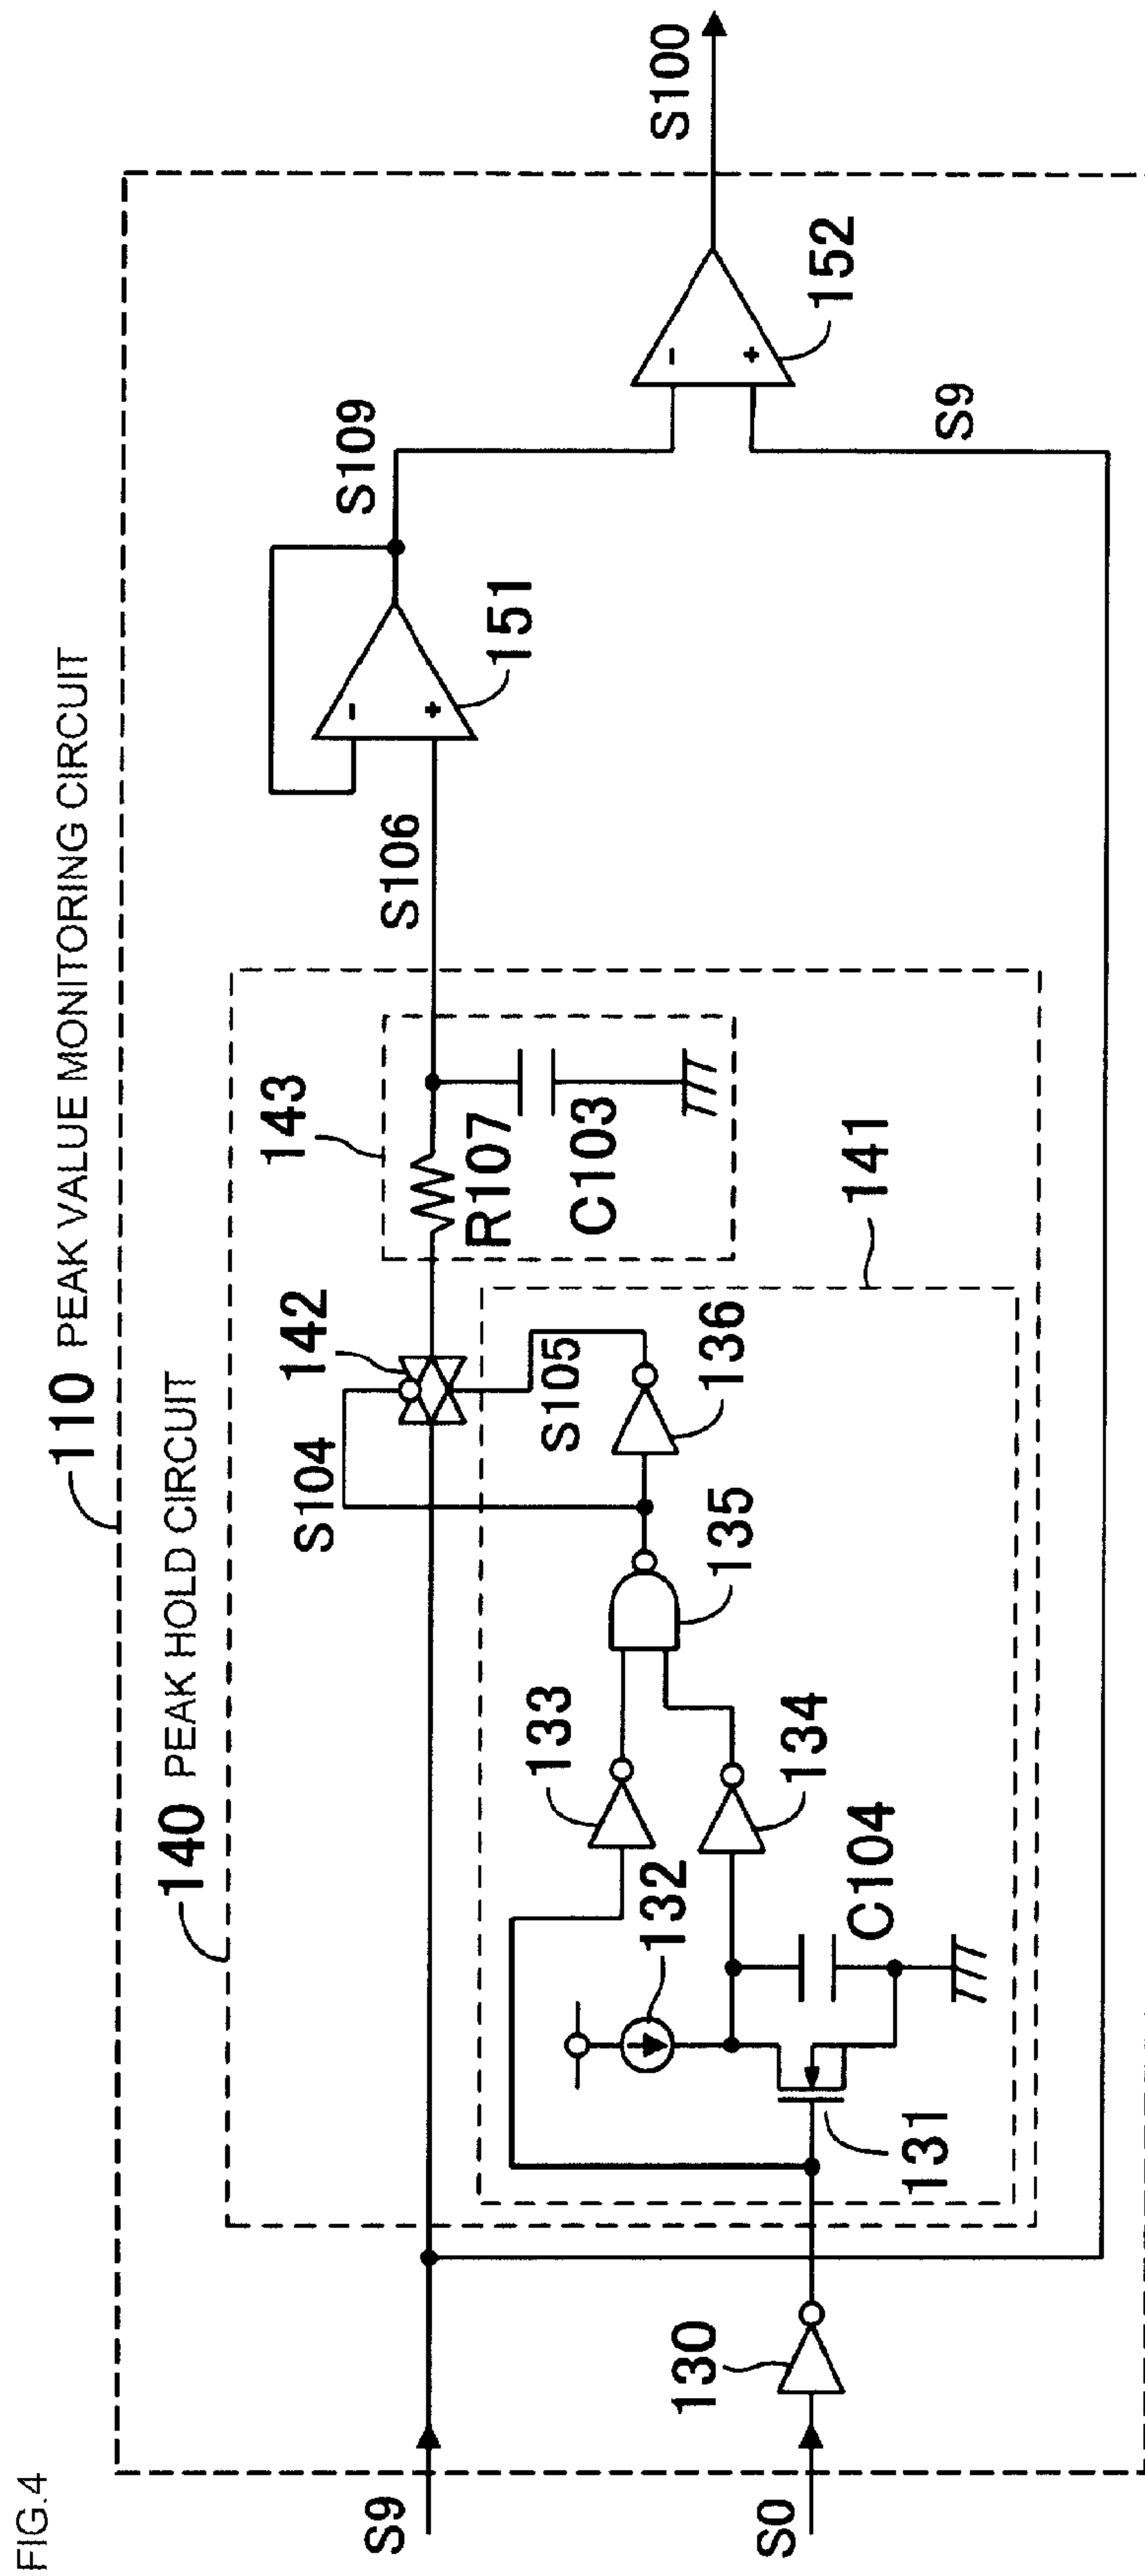 FIG.4
110 PEAK VALUE MONITORING CIRCUIT
140 PEAK HOLD CIRCUIT
S9
S0
130
S104
142
143
R107
C103
S106
S109
-
+
151
-
+
152
S9
S100
141
S105
136
135
133
134
132
C104
131